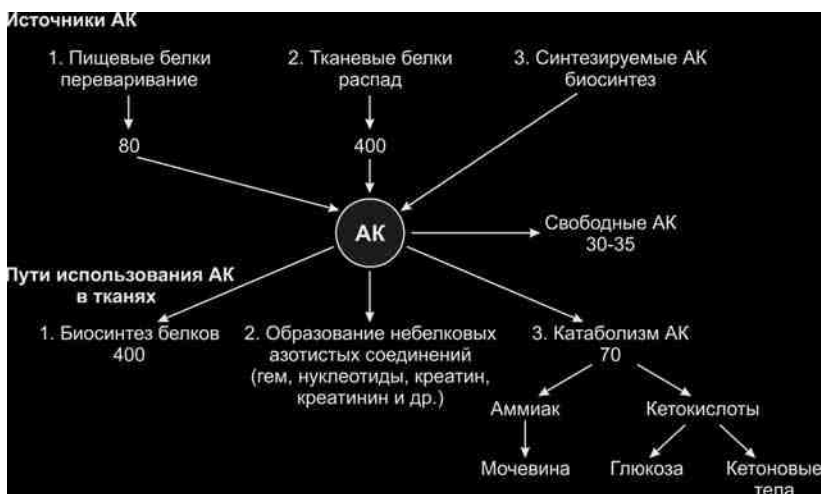 Источники АК
1. Пищевые белки
переваривание
2. Тканевые белки
распад
3. Синтезируемые АК
биосинтез
80
400
АК
Свободные АК
30-35
Пути использования АК
в тканях
1. Биосинтез белков
400
2. Образование небелковых
азотистых соединений
(гем, нуклеотиды, креатин,
креатинин и др.)
3. Катаболизм АК
70
Аммиак
Кетокислоты
Мочевина
Глюкоза
Кетоновые
тела